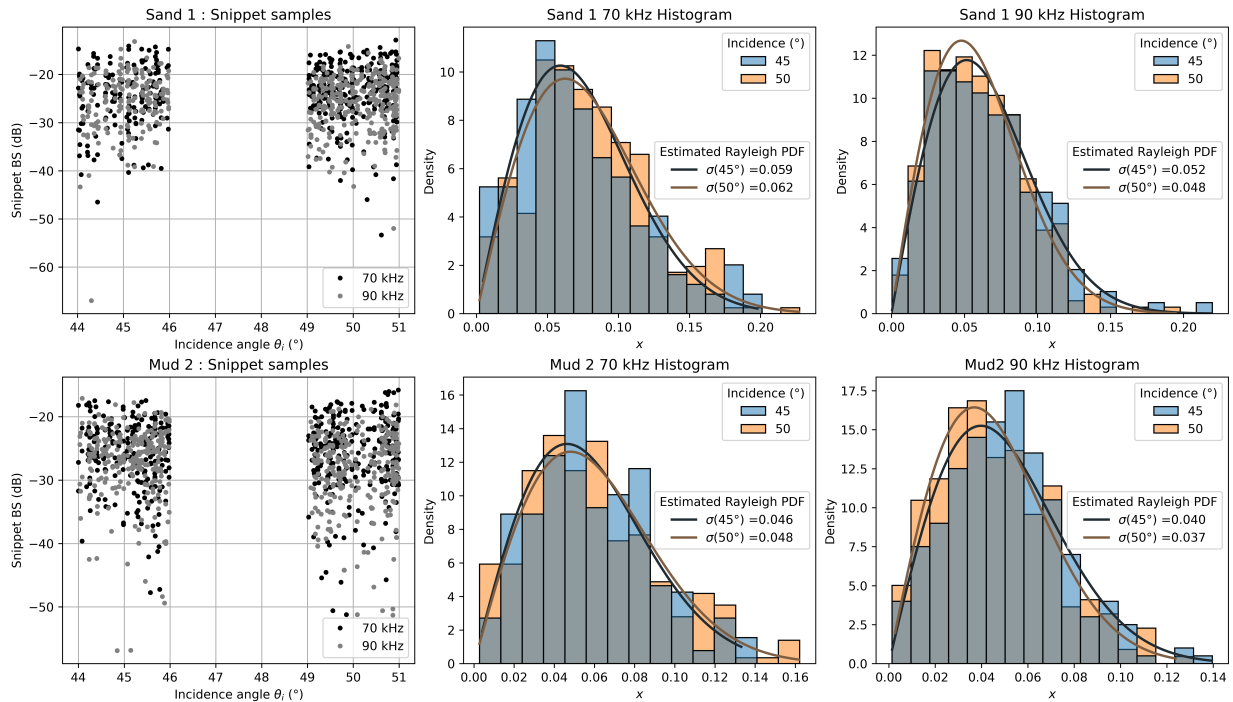 Sand 1 : Snippet samples
−20
−30
−40
−50
−60
Snippet BS (dB)
44 45 46 47 48 49 50 51
Incidence angle θi (°)
70 kHz
90 kHz
Sand 1 70 kHz Histogram
0
2
4
6
8
10
Density
0.00 0.05 0.10 0.15 0.20
x
Incidence (°)
45
50
Estimated Rayleigh PDF
σ(45°) =0.059
σ(50°) =0.062
Sand 1 90 kHz Histogram
0
2
4
6
8
10
12
Density
0.00 0.05 0.10 0.15 0.20
x
Incidence (°)
45
50
Estimated Rayleigh PDF
σ(45°) =0.052
σ(50°) =0.048
Mud 2 : Snippet samples
−20
−30
−40
−50
Snippet BS (dB)
44 45 46 47 48 49 50 51
Incidence angle θi (°)
70 kHz
90 kHz
Mud 2 70 kHz Histogram
0
2
4
6
8
10
12
14
16
Density
0.00 0.02 0.04 0.06 0.08 0.10 0.12 0.14 0.16
x
Incidence (°)
45
50
Estimated Rayleigh PDF
σ(45°) =0.046
σ(50°) =0.048
Mud2 90 kHz Histogram
0.0
2.5
5.0
7.5
10.0
12.5
15.0
17.5
Density
0.00 0.02 0.04 0.06 0.08 0.10 0.12 0.14
x
Incidence (°)
45
50
Estimated Rayleigh PDF
σ(45°) =0.040
σ(50°) =0.037